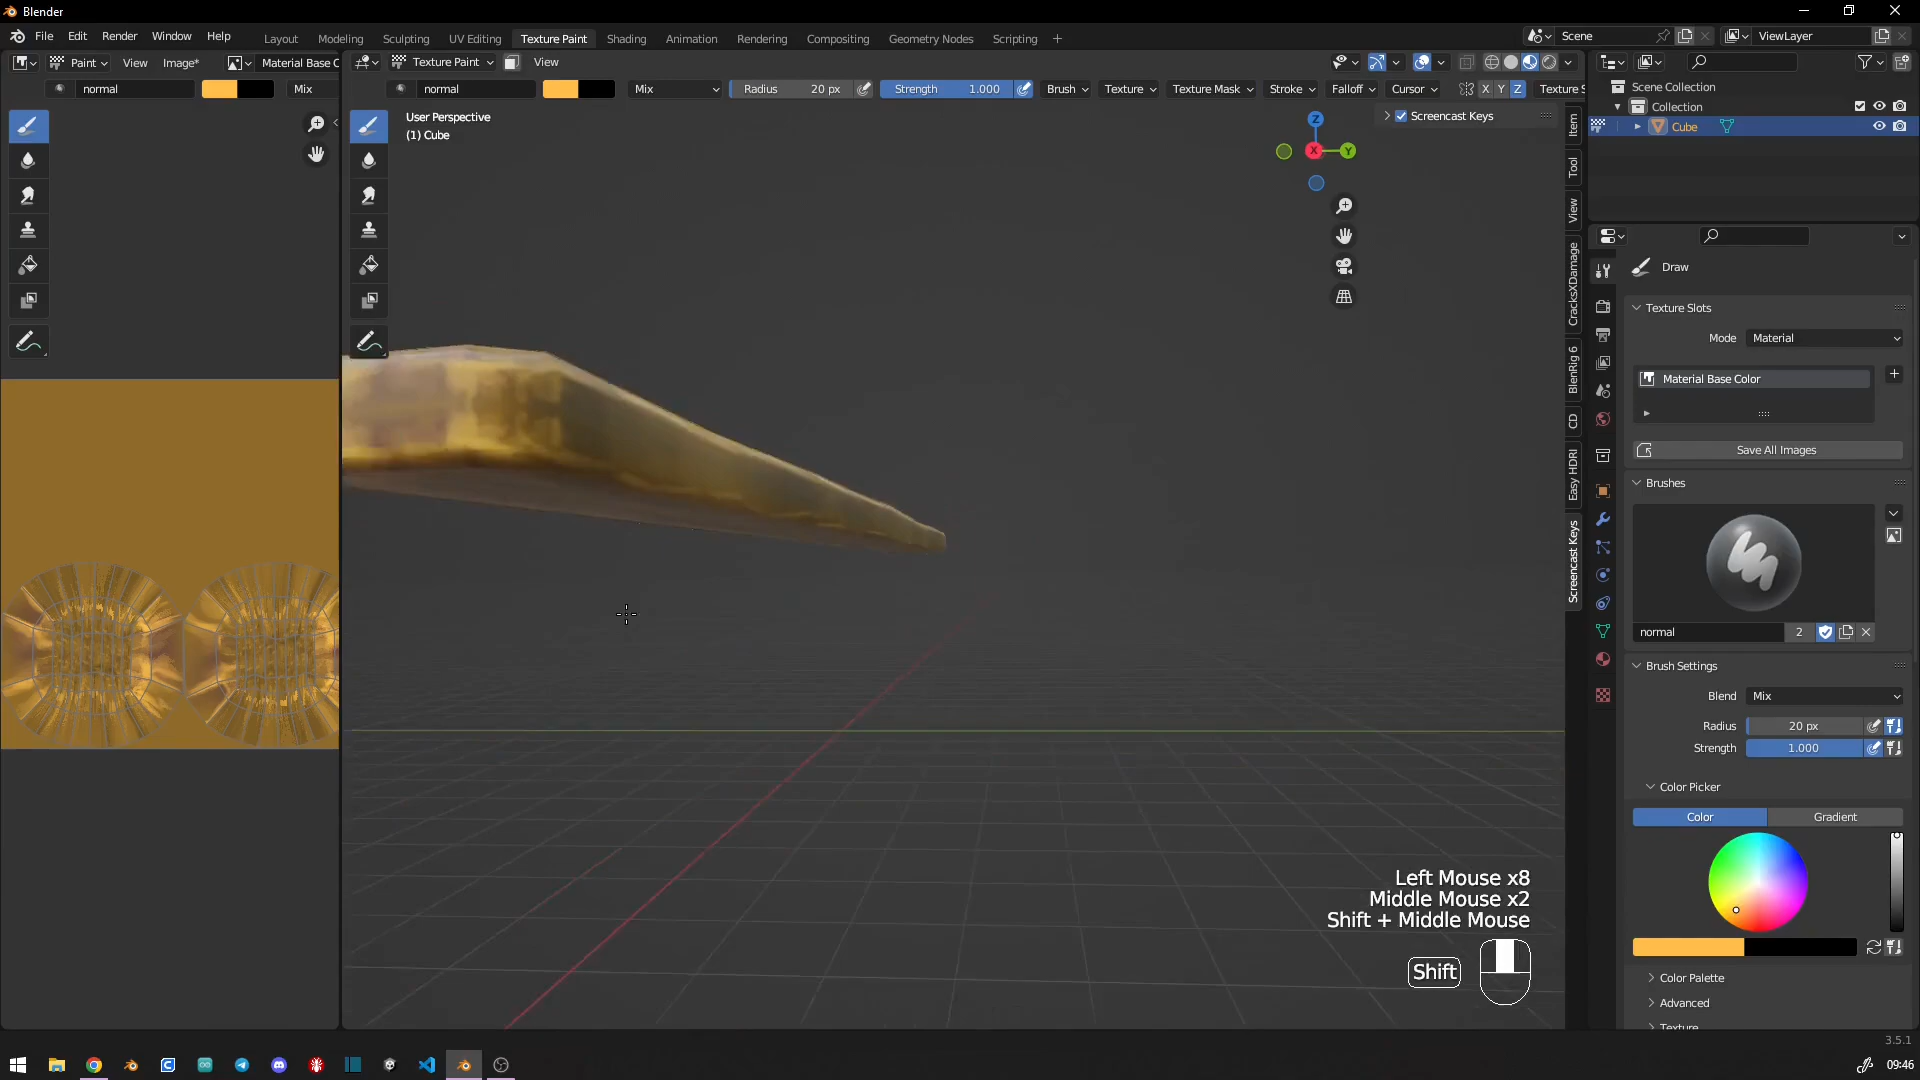 Blender
File Edit Render Window Help
Layout Modeling Sculpting UV Editing Texture Paint Shading Animation Rendering Compositing Geometry Nodes Scripting +
Scene
ViewLayer
Paint View Image* Material Base C
Texture Paint View
normal Mix
normal Mix Radius 20 px Strength 1.000 Brush Texture Texture Mask Stroke Falloff Cursor X Y Z Texture S
User Perspective
(1) Cube
Screencast Keys
Z
X
Y
Item
Tool
View
CracksXDamage
BlenRig 6
CD
Easy HDRI
Screencast Keys
Scene Collection
Collection
Cube
Draw
Texture Slots
Mode Material
Material Base Color
Save All Images
Brushes
normal 2
Brush Settings
Blend Mix
Radius 20 px
Strength 1.000
Color Picker
Color Gradient
Color Palette
Advanced
Texture
Left Mouse x8
Middle Mouse x2
Shift + Middle Mouse
Shift
3.5.1
09:46